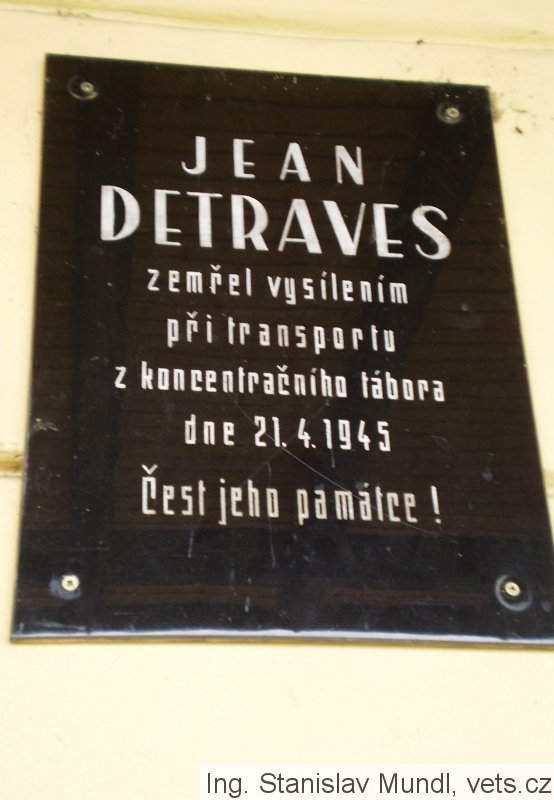 JEAN
DETRAVES
zemřel vysílením
při transportu
z koncentračního tábora
dne 21.4.1945
Čest jeho památce!
Ing. Stanislav Mundl, vets.cz